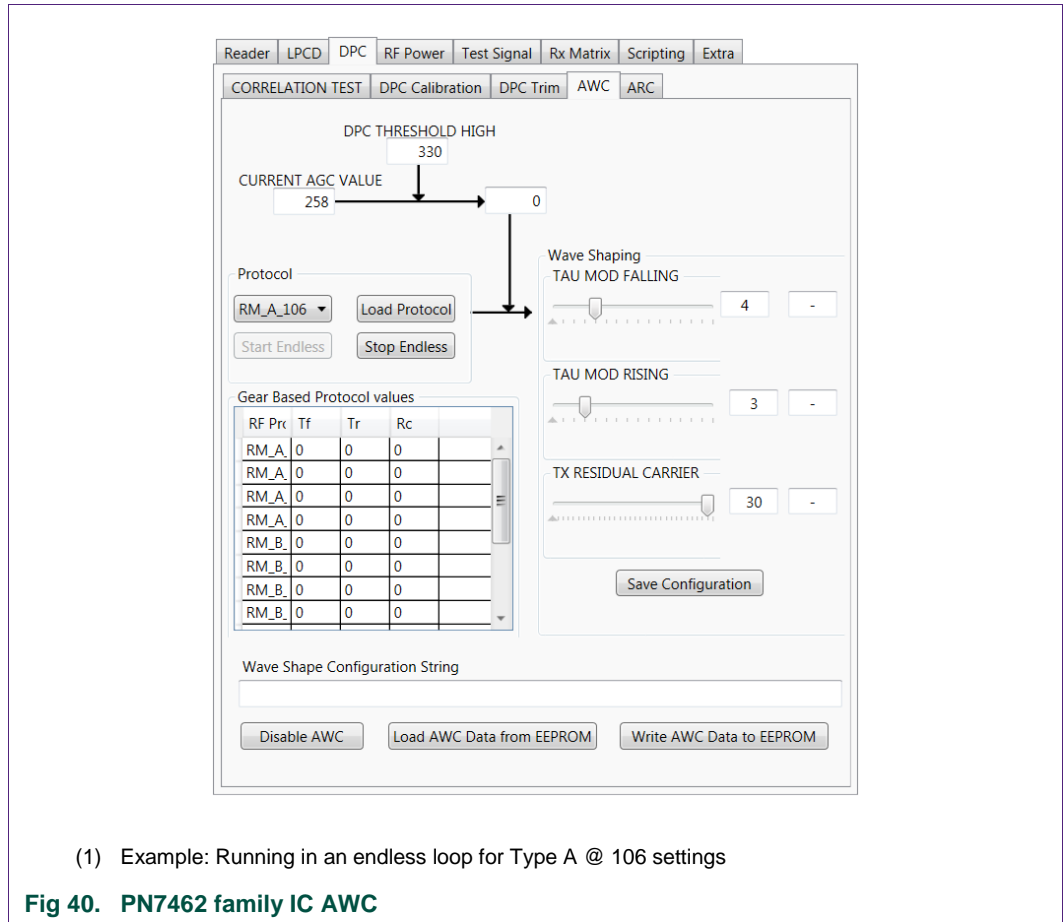 Reader LPCD DPC RF Power Test Signal Rx Matrix Scripting Extra
CORRELATION TEST DPC Calibration DPC Trim AWC ARC
DPC THRESHOLD HIGH
330
CURRENT AGC VALUE
258
0
Protocol
RM_A_106
Load Protocol
Start Endless
Stop Endless
Gear Based Protocol values
RF Prc Tf Tr Rc
RM_A_ 0 0 0
RM_A_ 0 0 0
RM_A_ 0 0 0
RM_A_ 0 0 0
RM_B_ 0 0 0
RM_B_ 0 0 0
RM_B_ 0 0 0
RM_B_ 0 0 0
Wave Shaping
TAU MOD FALLING
4 -
TAU MOD RISING
3 -
TX RESIDUAL CARRIER
30 -
Save Configuration
Wave Shape Configuration String
Disable AWC Load AWC Data from EEPROM Write AWC Data to EEPROM
(1) Example: Running in an endless loop for Type A @ 106 settings
Fig 40. PN7462 family IC AWC